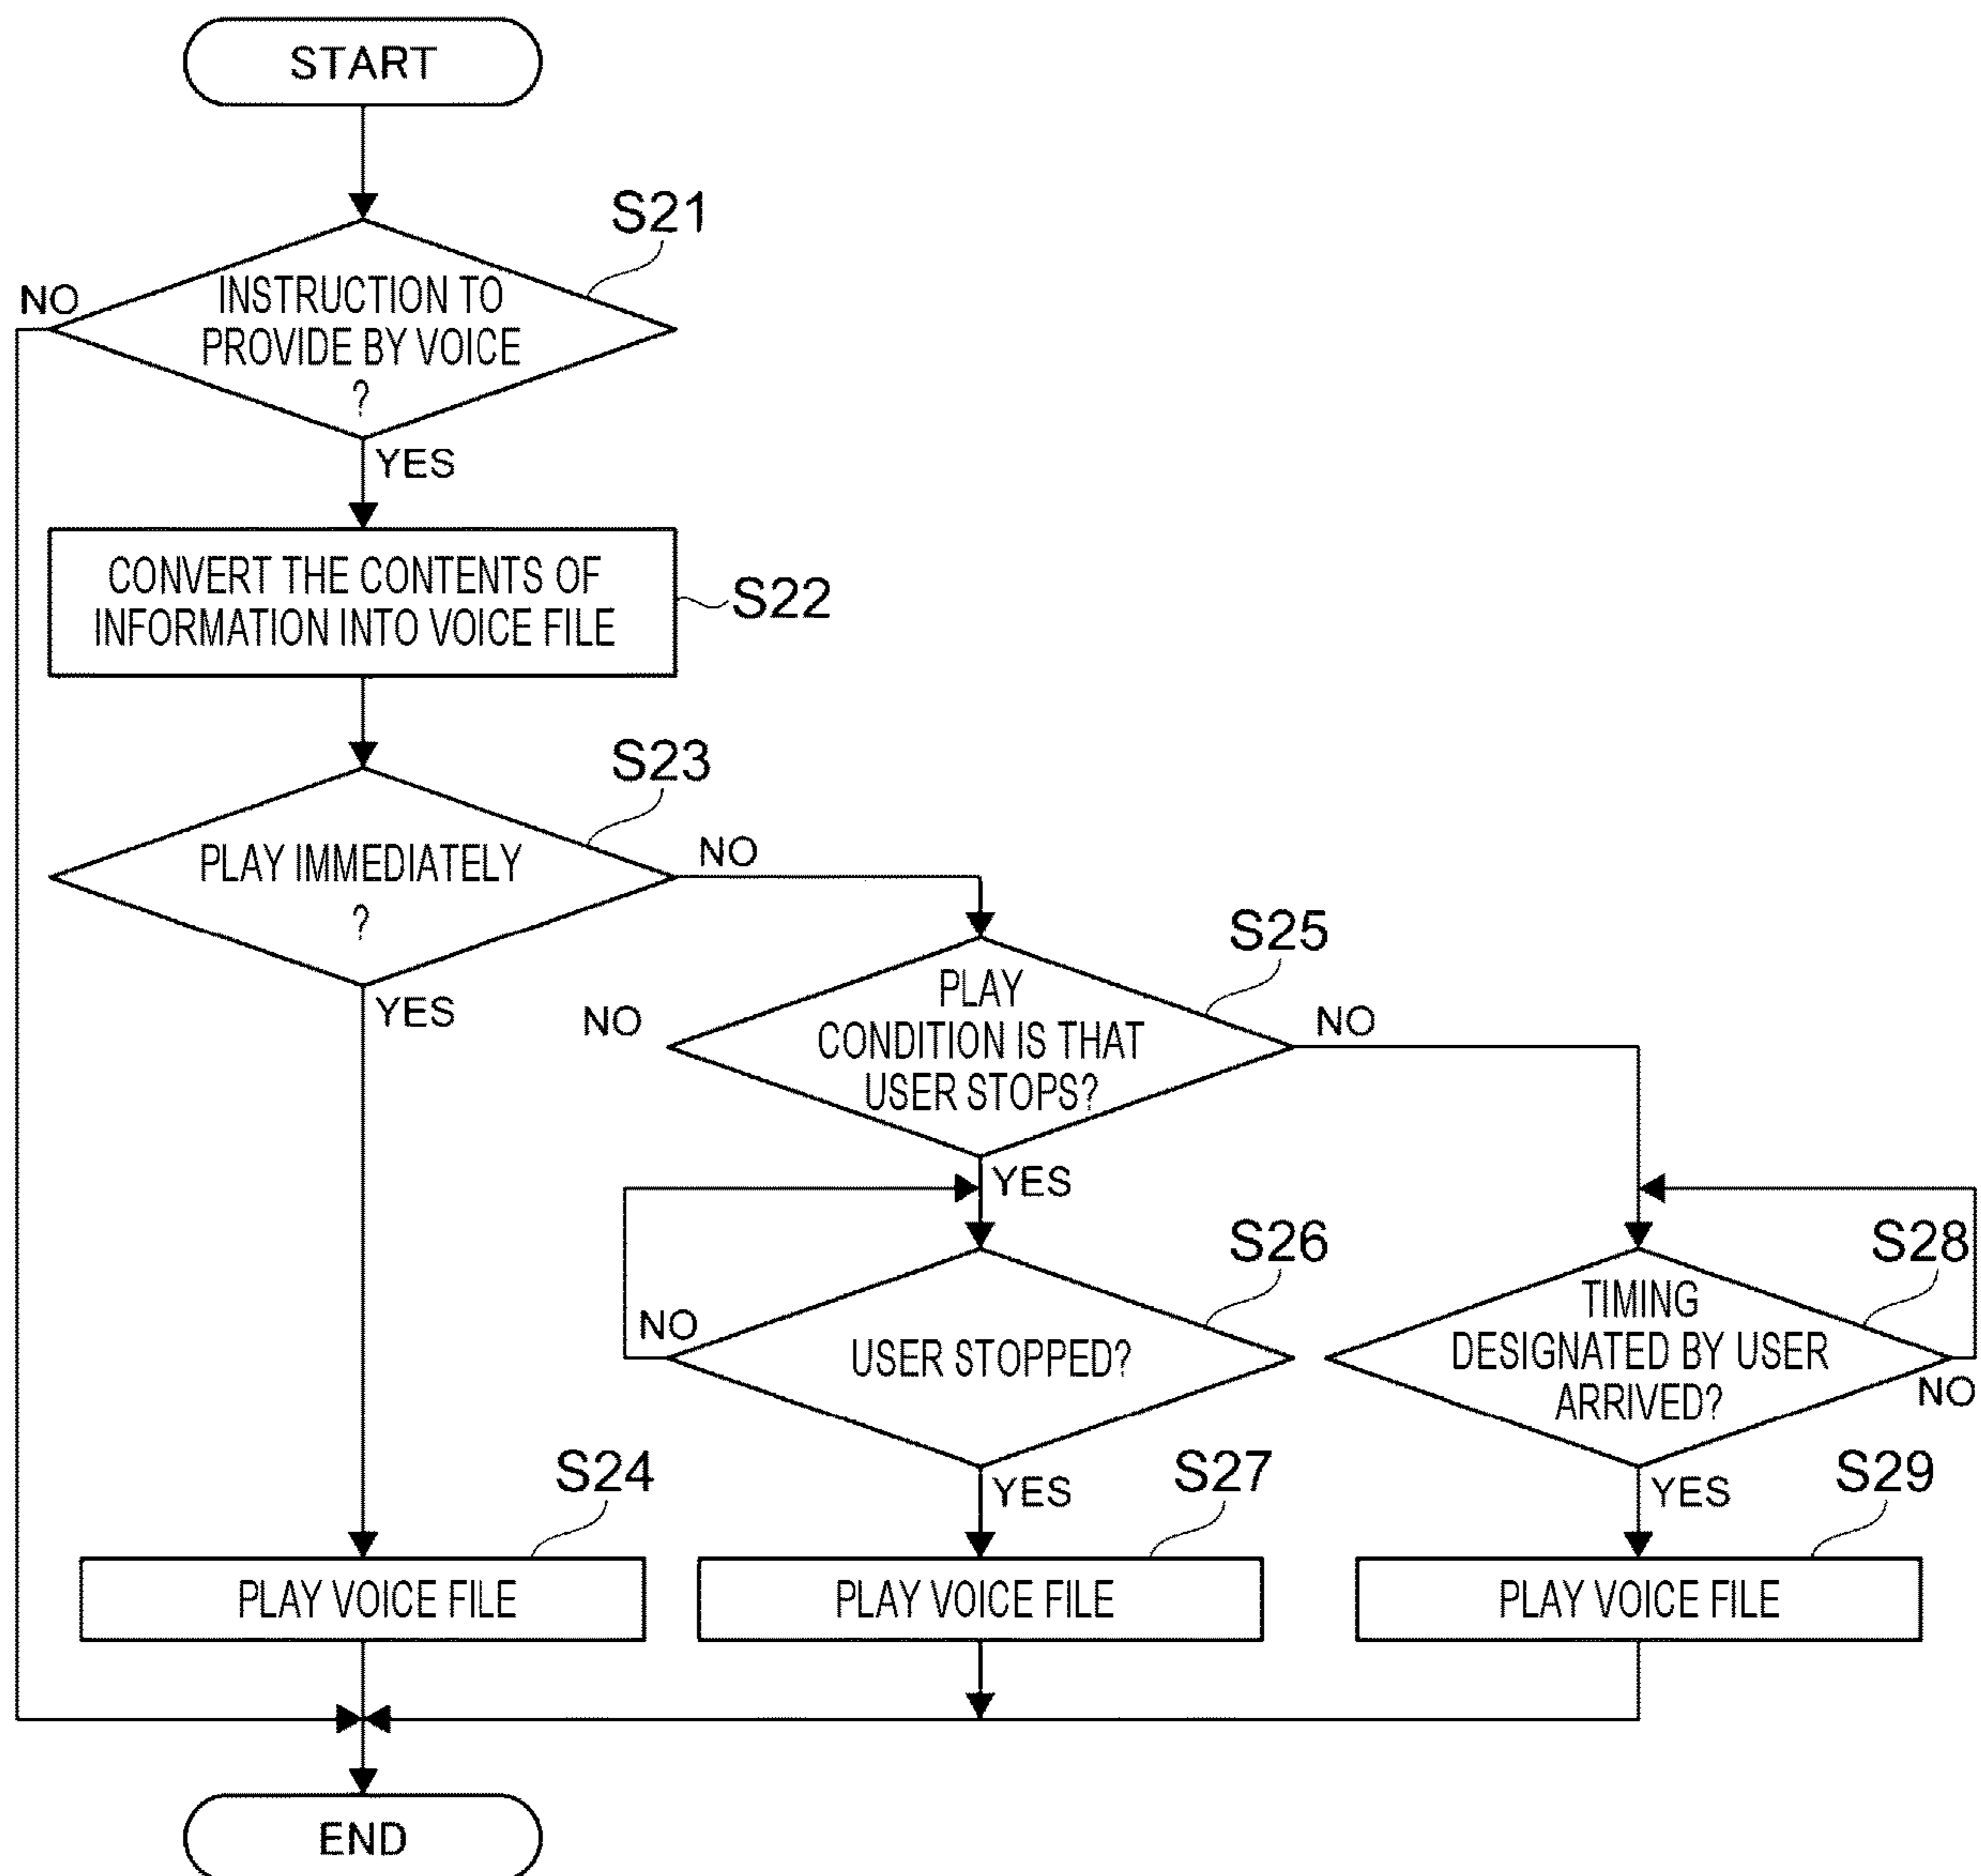 START
S21
NO
INSTRUCTION TO
PROVIDE BY VOICE
?
YES
CONVERT THE CONTENTS OF
INFORMATION INTO VOICE FILE
S22
S23
PLAY IMMEDIATELY
?
NO
YES
S25
NO
PLAY
CONDITION IS THAT
USER STOPS?
NO
YES
S26
NO
USER STOPPED?
YES
S28
TIMING
DESIGNATED BY USER
ARRIVED?
NO
YES
S24
PLAY VOICE FILE
S27
PLAY VOICE FILE
S29
PLAY VOICE FILE
END